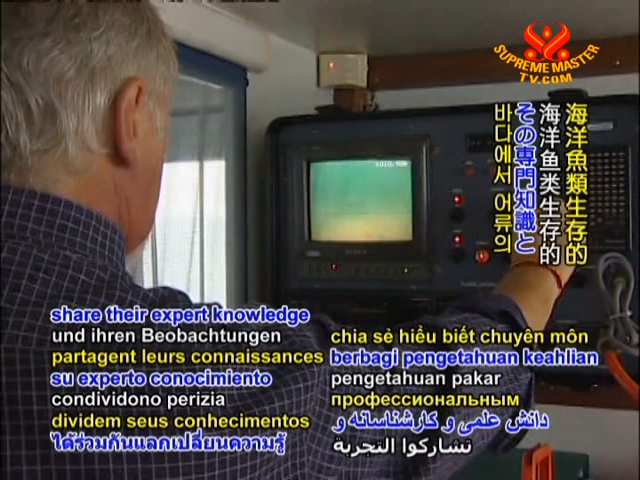 SUPREME MASTER
TV.COM
海洋魚類生存的
海洋鱼类生存的
その専門知識と
바다에서 어류의
share their expert knowledge
und ihren Beobachtungen
partagent leurs connaissances
su experto conocimiento
condividono perizia
dividem seus conhecimentos
ได้ร่วมกันแลกเปลี่ยนความรู้
chia sẻ hiểu biết chuyên môn
berbagi pengetahuan keahlian
pengetahuan pakar
профессиональным
دانش علمی و کارشناسانه و
تشاركوا التجربة